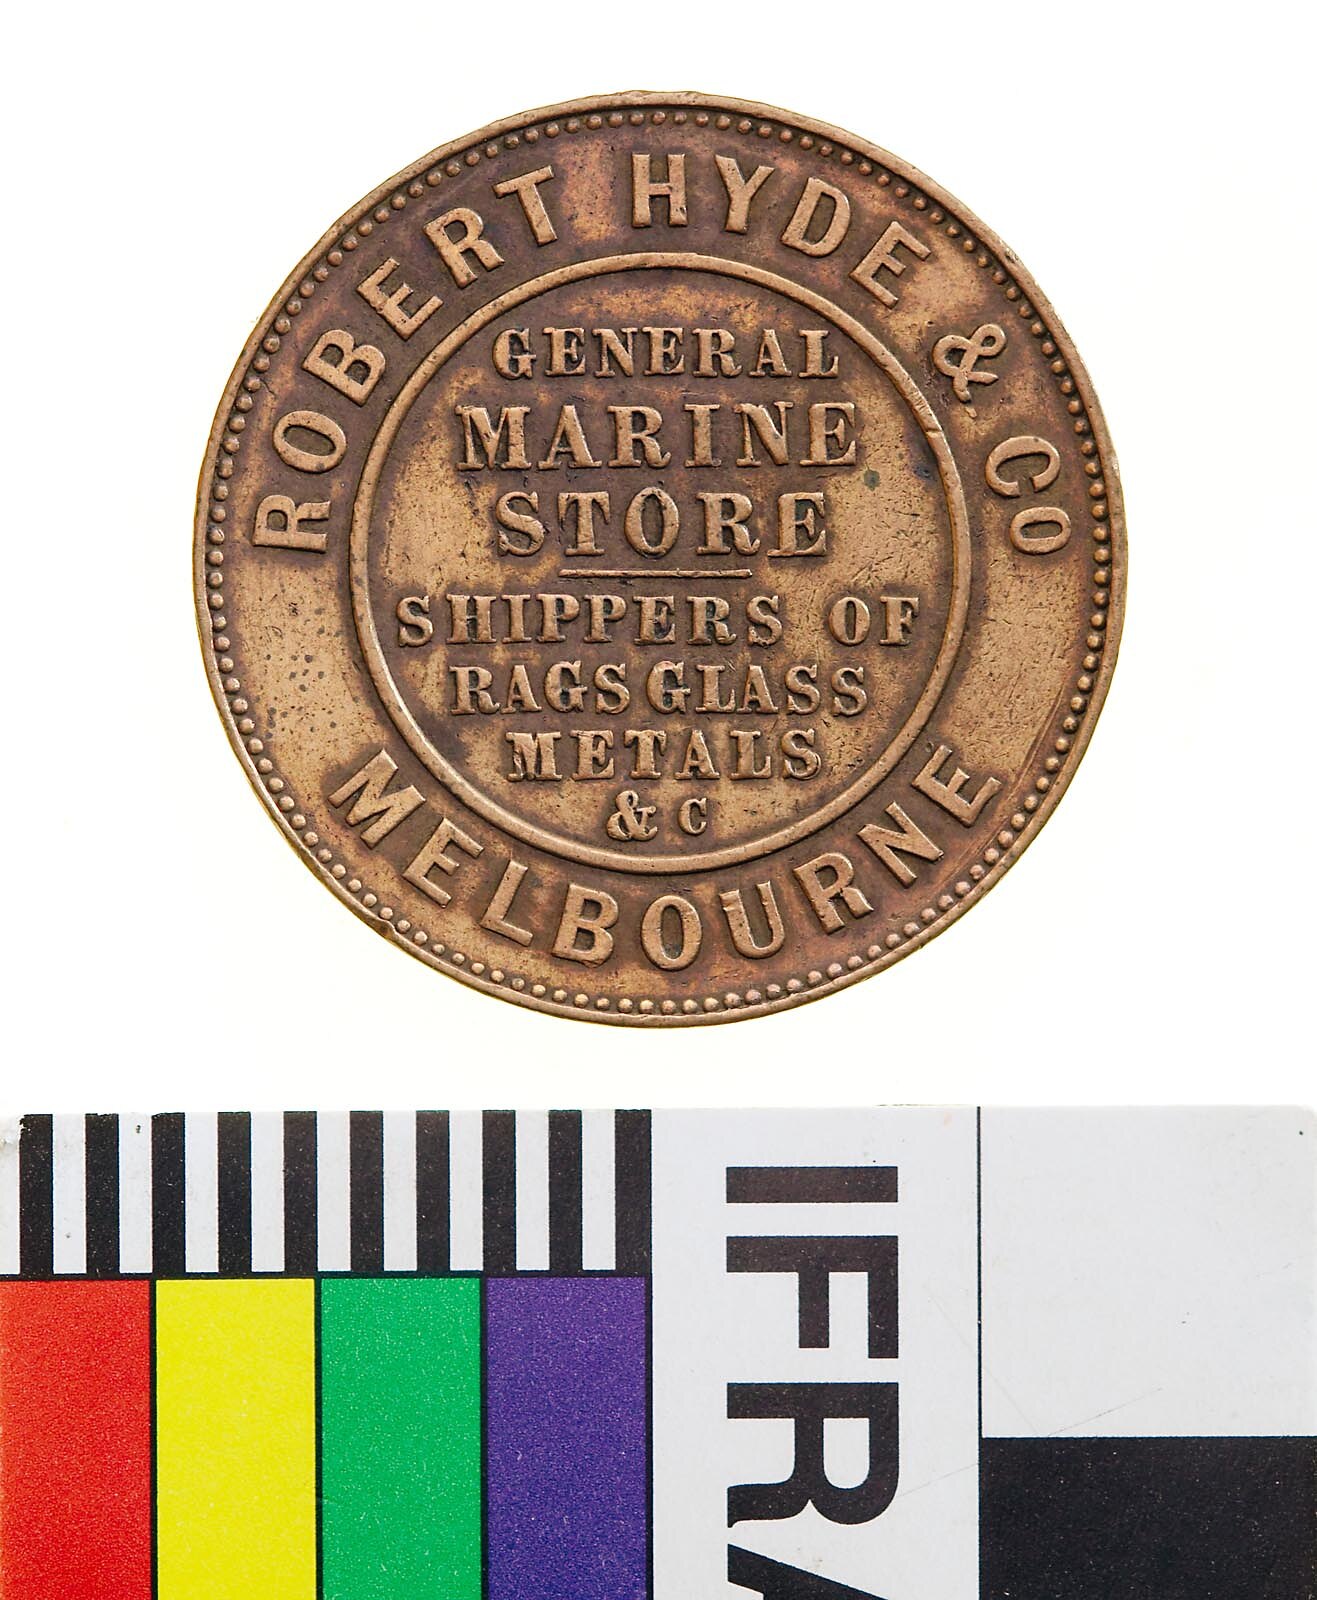 ROBERT HYDE & CO
GENERAL
MARINE
STORE
SHIPPERS OF
RAGS GLASS
METALS
& C
MELBOURNE
IFRA